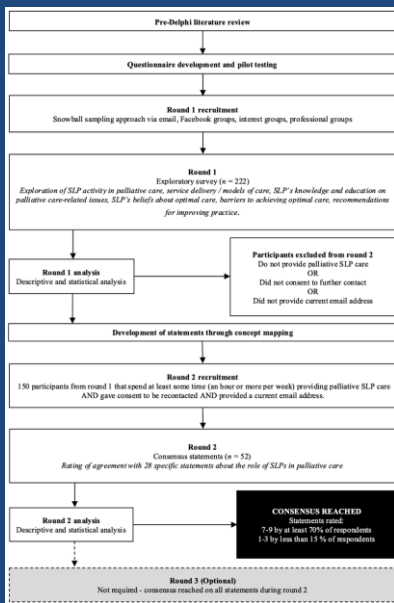 Pre-Delphi literature review
Questionnaire development and pilot testing
Round 1 recruitment
Snowball sampling approach via email, Facebook groups, interest groups, professional groups
Round 1
Exploratory survey (n = 222)
Exploration of SLP activity in palliative care, service delivery / models of care, SLP's knowledge and education on
palliative care-related issues, SLP's beliefs about optimal care, barriers to achieving optimal care, recommendations
for improving practice.
Round 1 analysis
Descriptive and statistical analysis
Participants excluded from round 2
Do not provide palliative SLP care
OR
Did not consent to further contact
OR
Did not provide current email address
Development of statements through concept mapping
Round 2 recruitment
150 participants from round 1 that spend at least some time (an hour or more per week) providing palliative SLP care
AND gave consent to be recontacted AND provided a current email address.
Round 2
Consensus statements (n = 52)
Rating of agreement with 28 specific statements about the role of SLPs in palliative care
Round 2 analysis
Descriptive and statistical analysis
CONSENSUS REACHED
Statements rated:
7-9 by at least 70% of respondents
1-3 by less than 15 % of respondents
Round 3 (Optional)
Not required - consensus reached on all statements during round 2